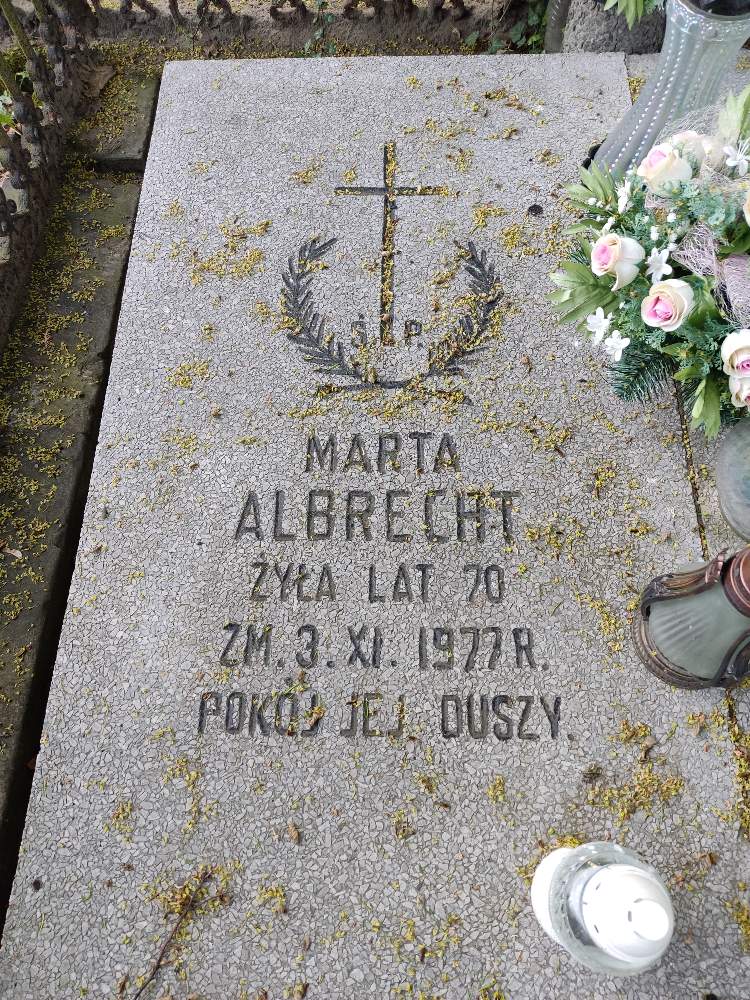 Ś P
MARTA
ALBRECHT
ŻYŁA LAT 70
ZM. 3. XI. 1977 R.
POKÓJ JEJ DUSZY.